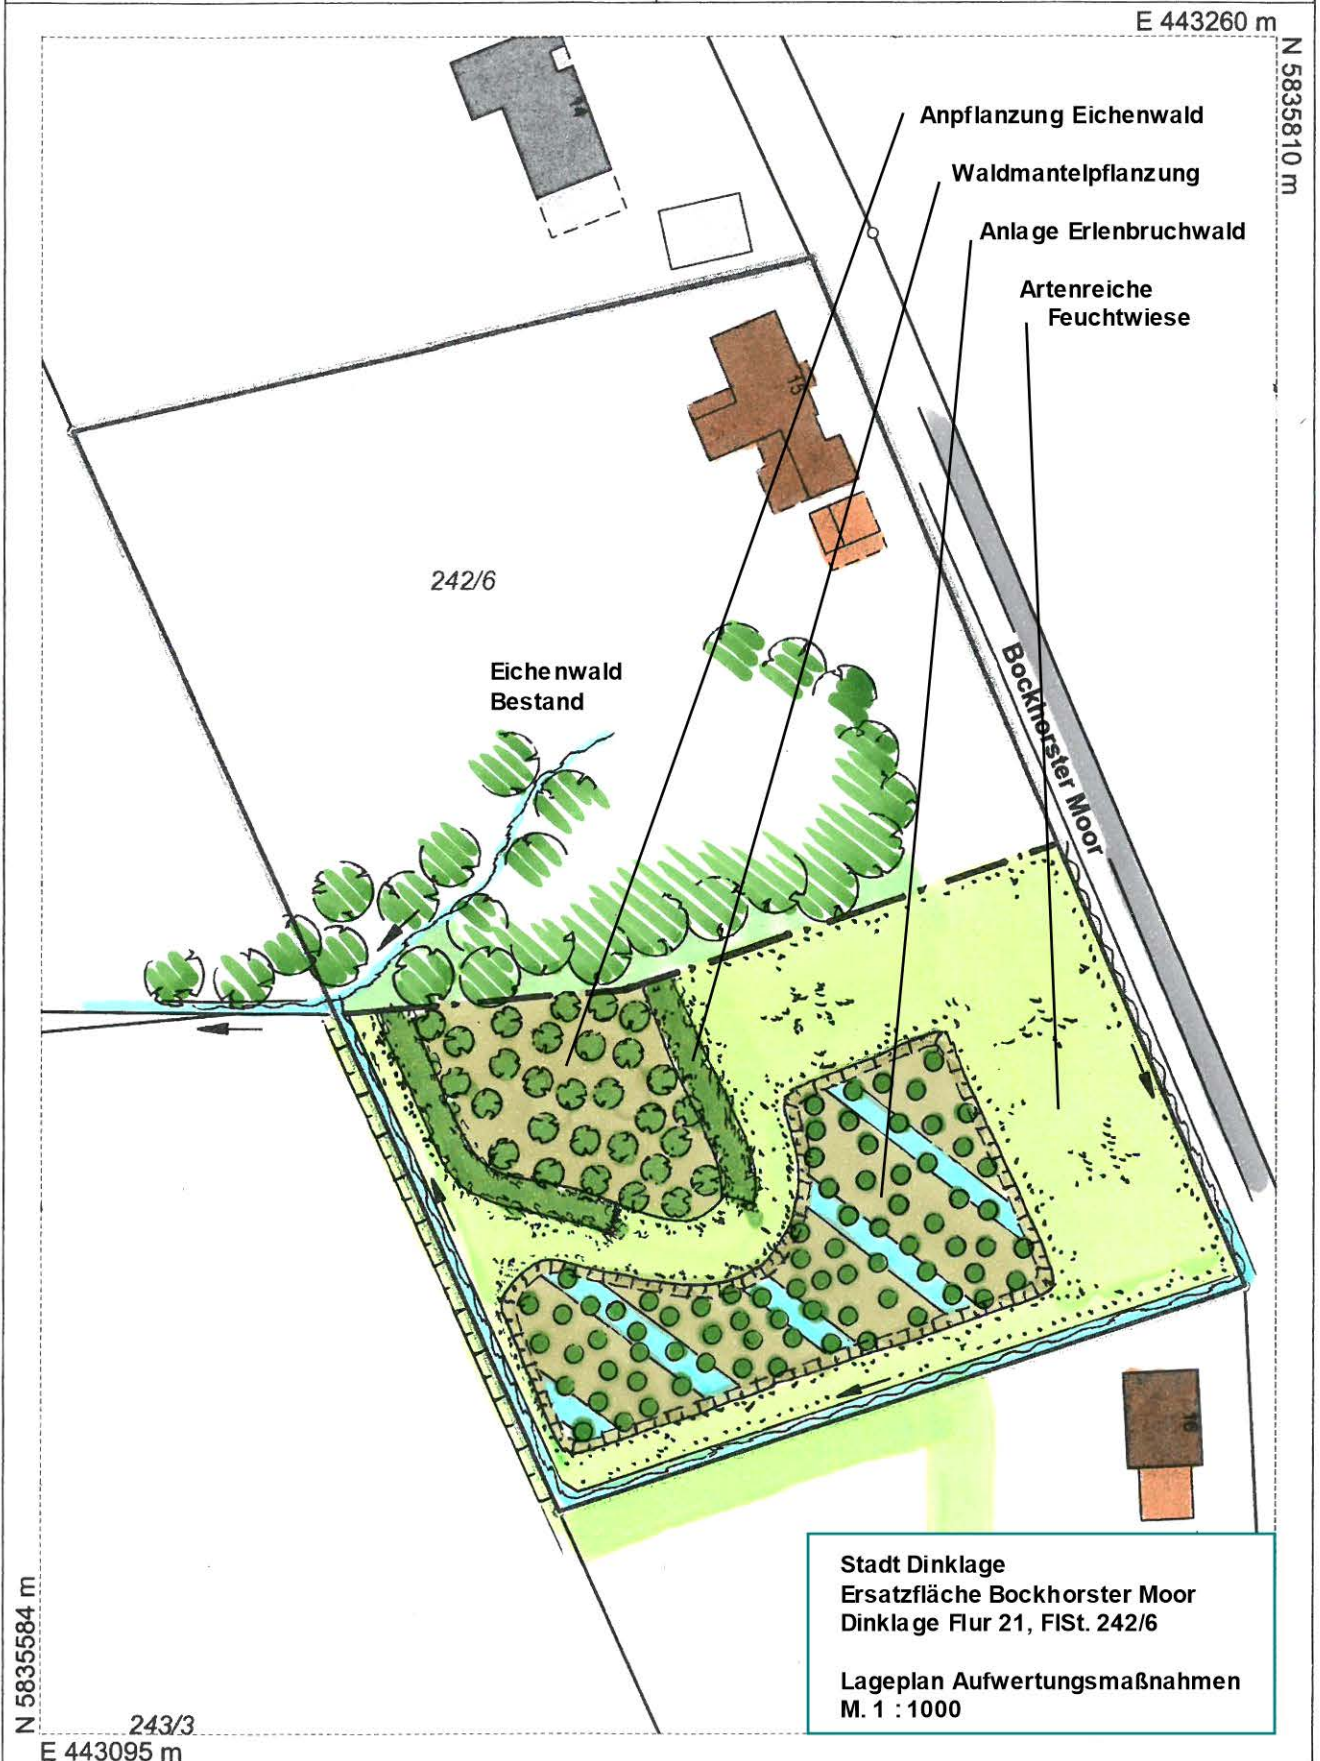 E 443260 m
N 5835810 m
14
Anpflanzung Eichenwald
Waldmantelpflanzung
Anlage Erlenbruchwald
Artenreiche
Feuchtwiese
15
242/6
Eichenwald
Bestand
Bockhorster Moor
16
Stadt Dinklage
Ersatzfläche Bockhorster Moor
Dinklage Flur 21, FlSt. 242/6
Lageplan Aufwertungsmaßnahmen
M. 1 : 1000
N 5835584 m
243/3
E 443095 m